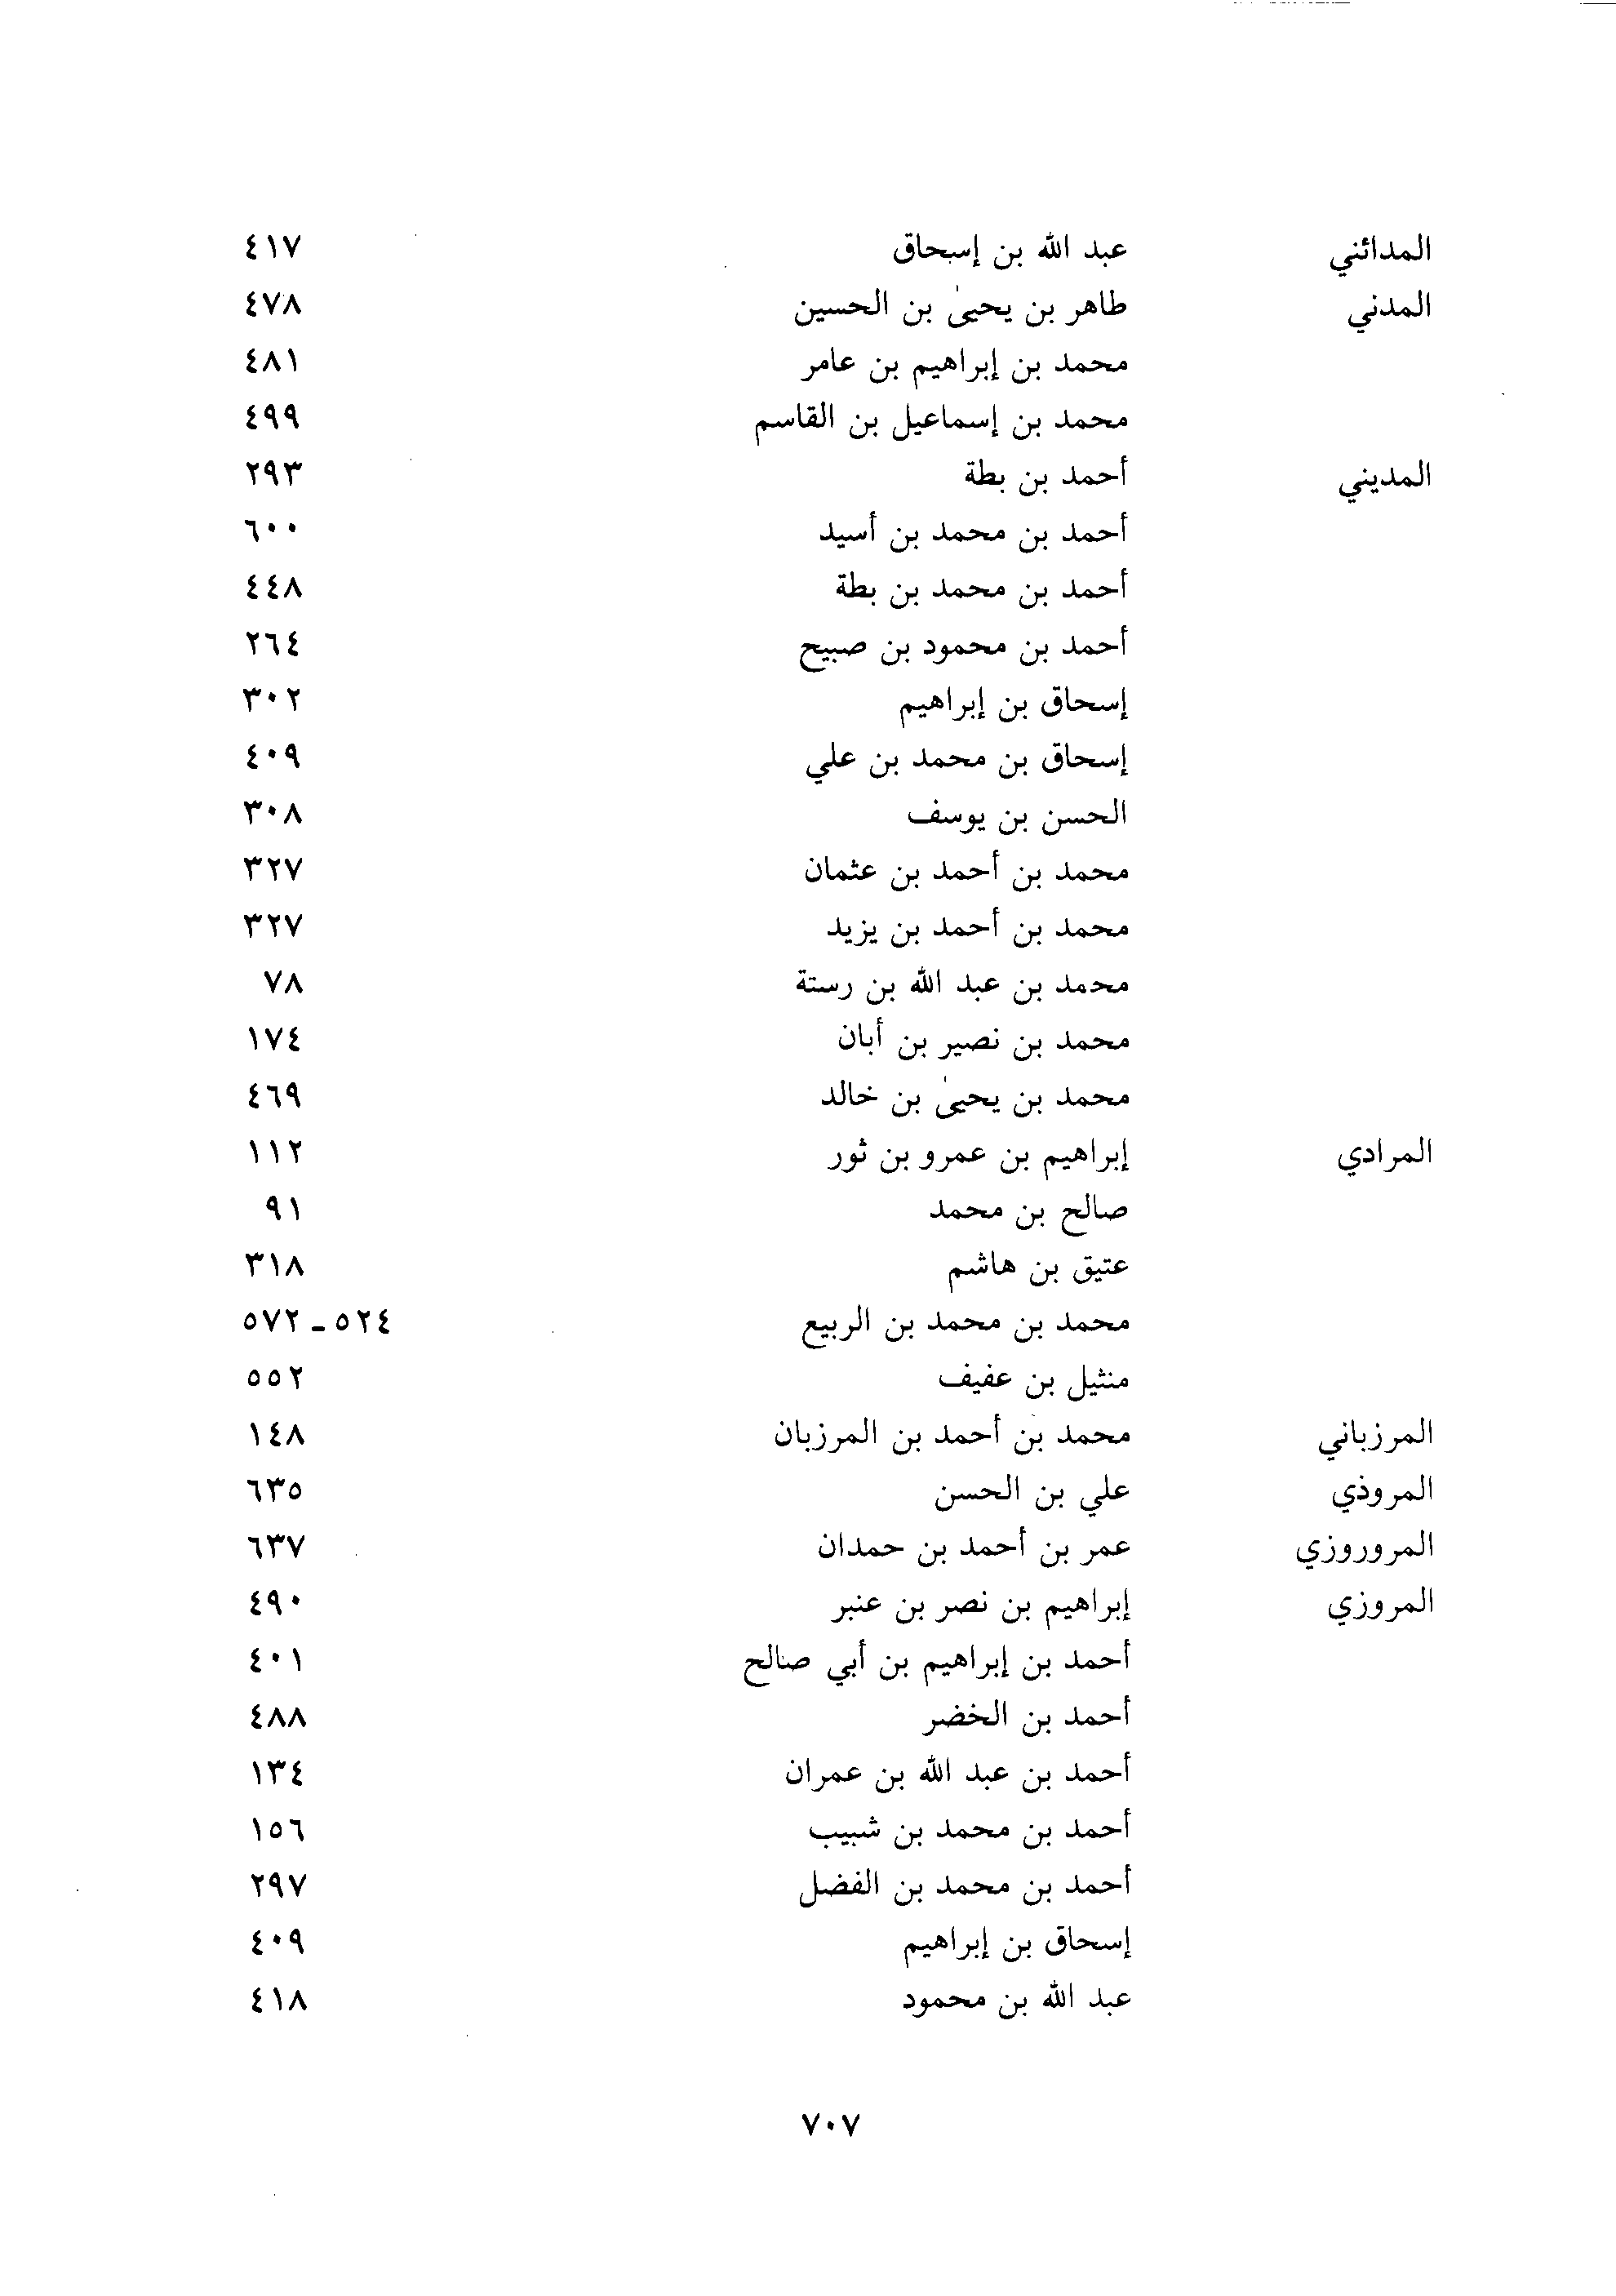 المدائني عبد الله بن إسحاق ٤١٧
المدني طاهر بن يحيىٰ بن الحسين ٤٧٨
محمد بن إبراهيم بن عامر ٤٨١
محمد بن إسماعيل بن القاسم ٤٩٩
المديني أحمد بن بطة ٢٩٣
أحمد بن محمد بن أسيد ٦٠٠
أحمد بن محمد بن بطة ٤٤٨
أحمد بن محمود بن صبيح ٢٦٤
إسحاق بن إبراهيم ٣٠٢
إسحاق بن محمد بن علي ٤٠٩
الحسن بن يوسف ٣٠٨
محمد بن أحمد بن عثمان ٣٢٧
محمد بن أحمد بن يزيد ٣٢٧
محمد بن عبد الله بن رستة ٧٨
محمد بن نصير بن أبان ١٧٤
محمد بن يحيىٰ بن خالد ٤٦٩
المرادي إبراهيم بن عمرو بن ثور ١١٢
صالح بن محمد ٩١
عتيق بن هاشم ٣١٨
محمد بن محمد بن الربيع ٥٢٤ - ٥٧٢
منثيل بن عفيف ٥٥٢
المرزباني محمد بن أحمد بن المرزبان ١٤٨
المروذي علي بن الحسن ٦٣٥
المروروزي عمر بن أحمد بن حمدان ٦٣٧
المروزي إبراهيم بن نصر بن عنبر ٤٩٠
أحمد بن إبراهيم بن أبي صالح ٤٠١
أحمد بن الخضر ٤٨٨
أحمد بن عبد الله بن عمران ١٣٤
أحمد بن محمد بن شبيب ١٥٦
أحمد بن محمد بن الفضل ٢٩٧
إسحاق بن إبراهيم ٤٠٩
عبد الله بن محمود ٤١٨
٧٠٧